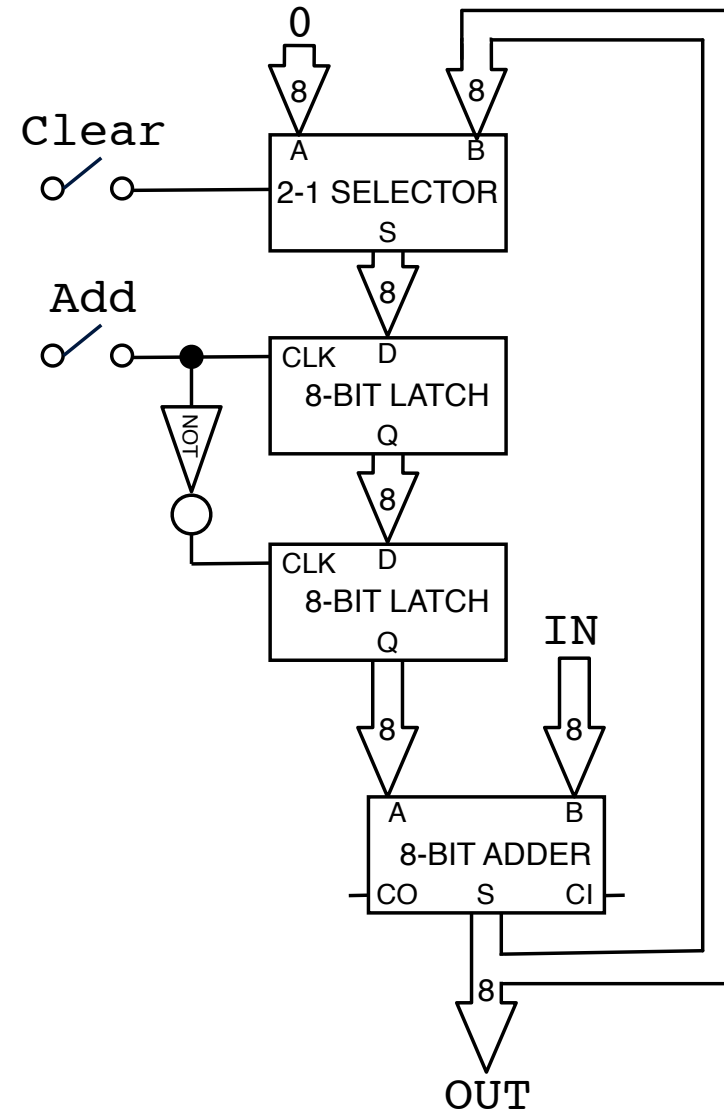 0
8
8
Clear
A
B
2-1 SELECTOR
S
8
Add
CLK
D
8-BIT LATCH
NOT
Q
8
CLK
D
8-BIT LATCH
Q
IN
8
8
A
B
8-BIT ADDER
CO
S
CI
8
OUT